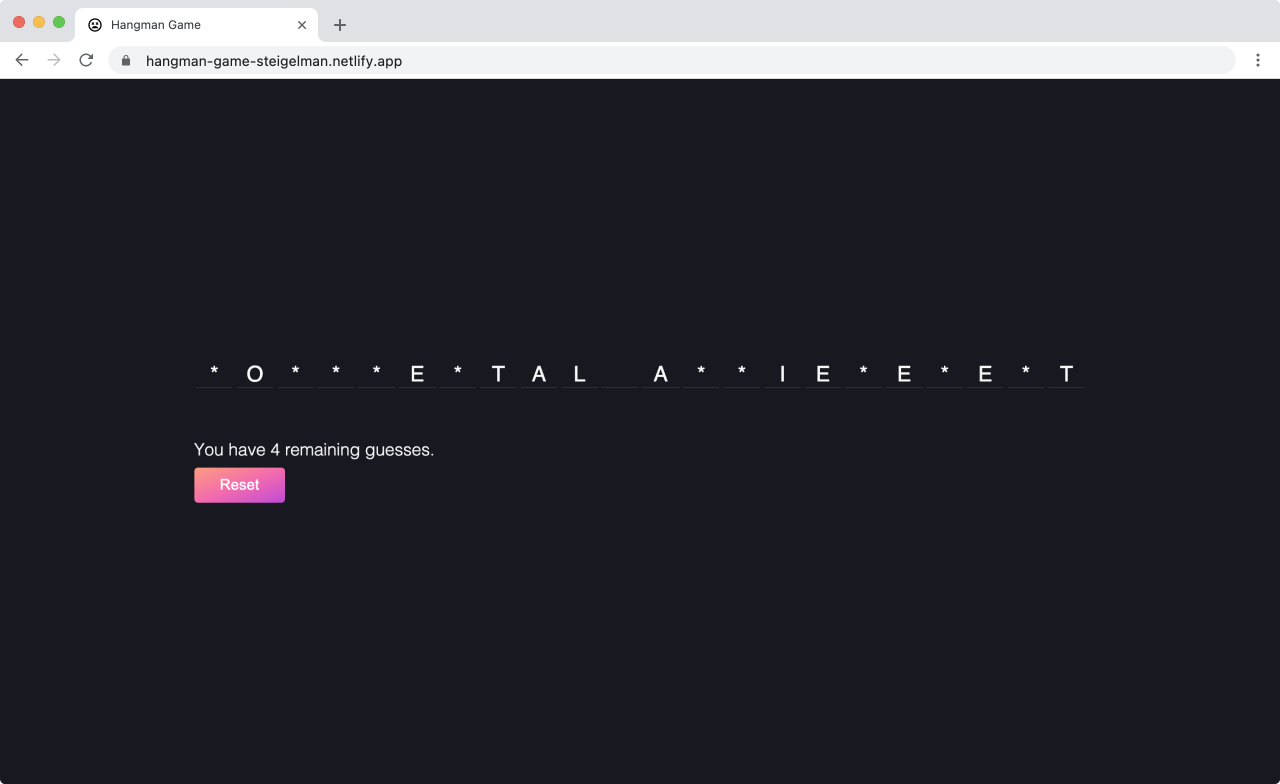 Hangman Game
hangman-game-steigelman.netlify.app
* O * * * E * T A L   A * * I E * E * E * T
You have 4 remaining guesses.
Reset